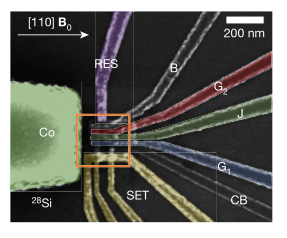 [110] B₀
200 nm
RES
B
G₂
J
Co
G₁
²⁸Si
SET
CB